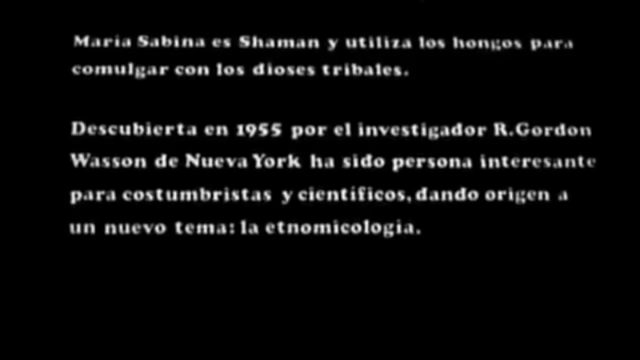 Maria Sabina es Shaman y utiliza los hongos para
comulgar con los dioses tribales.
Descubierta en 1955 por el investigador R.Gordon
Wasson de Nueva York ha sido persona interesante
para costumbristas y cientificos, dando origen a
un nuevo tema: la etnomicologia.